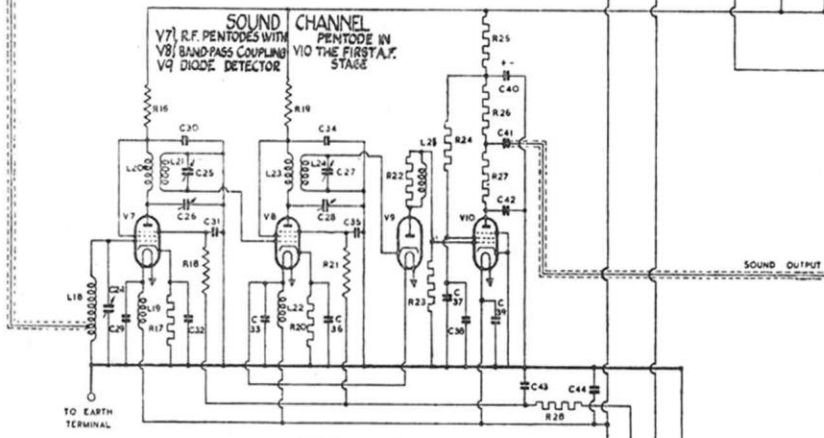 SOUND CHANNEL
V7 R.F. PENTODES WITH
V8 BAND-PASS COUPLING
V9 DIODE DETECTOR
PENTODE IN
V10 THE FIRST A.F.
STAGE
R25
C40
R16
R19
R26
C30
C34
R24
C41
L25
L20
L21
C25
L23
L24
C27
R22
R27
C26
C28
C42
V7
C31
V8
C35
V9
V10
R18
R21
SOUND OUTPUT
L18
C24
L19
L22
R23
C37
C29
R17
C32
C33
R20
C36
C38
C39
TO EARTH
TERMINAL
C43
C44
R28